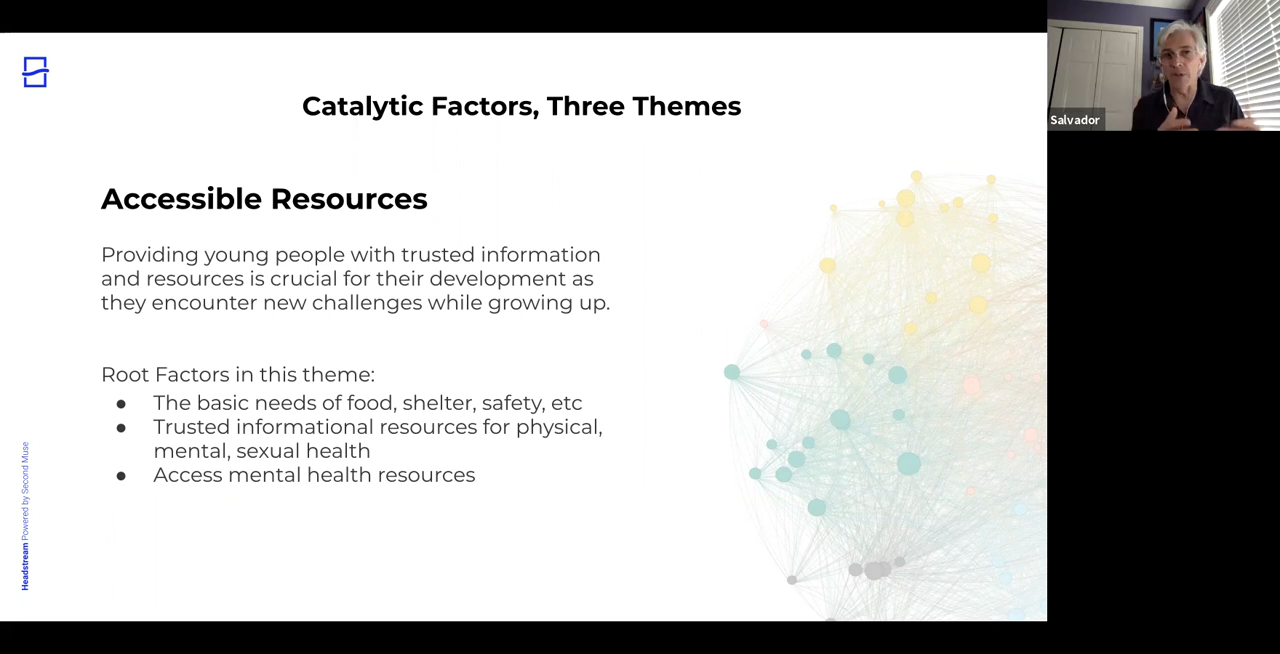 Catalytic Factors, Three Themes
Accessible Resources
Providing young people with trusted information
and resources is crucial for their development as
they encounter new challenges while growing up.
Root Factors in this theme:
● The basic needs of food, shelter, safety, etc
● Trusted informational resources for physical,
mental, sexual health
● Access mental health resources
Headstream Powered by Second Muse
Salvador